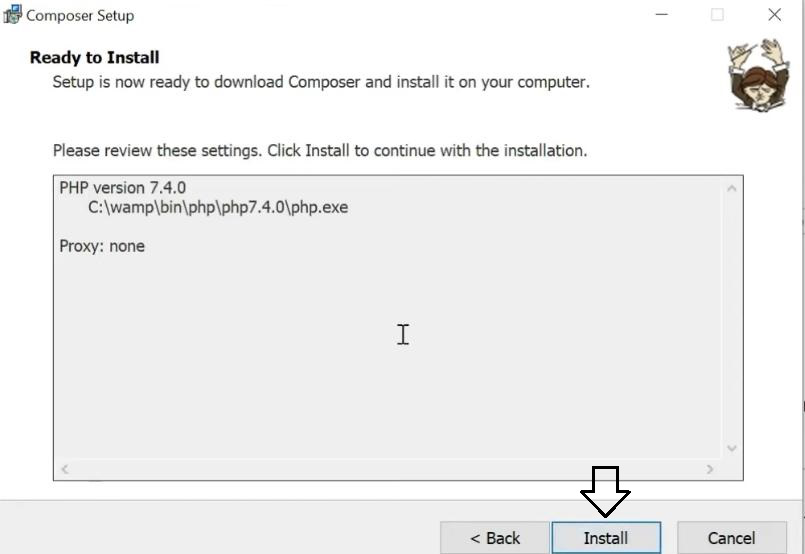 Composer Setup
Ready to Install
Setup is now ready to download Composer and install it on your computer.
Please review these settings. Click Install to continue with the installation.
PHP version 7.4.0
C:\wamp\bin\php\php7.4.0\php.exe
Proxy: none
< Back
Install
Cancel